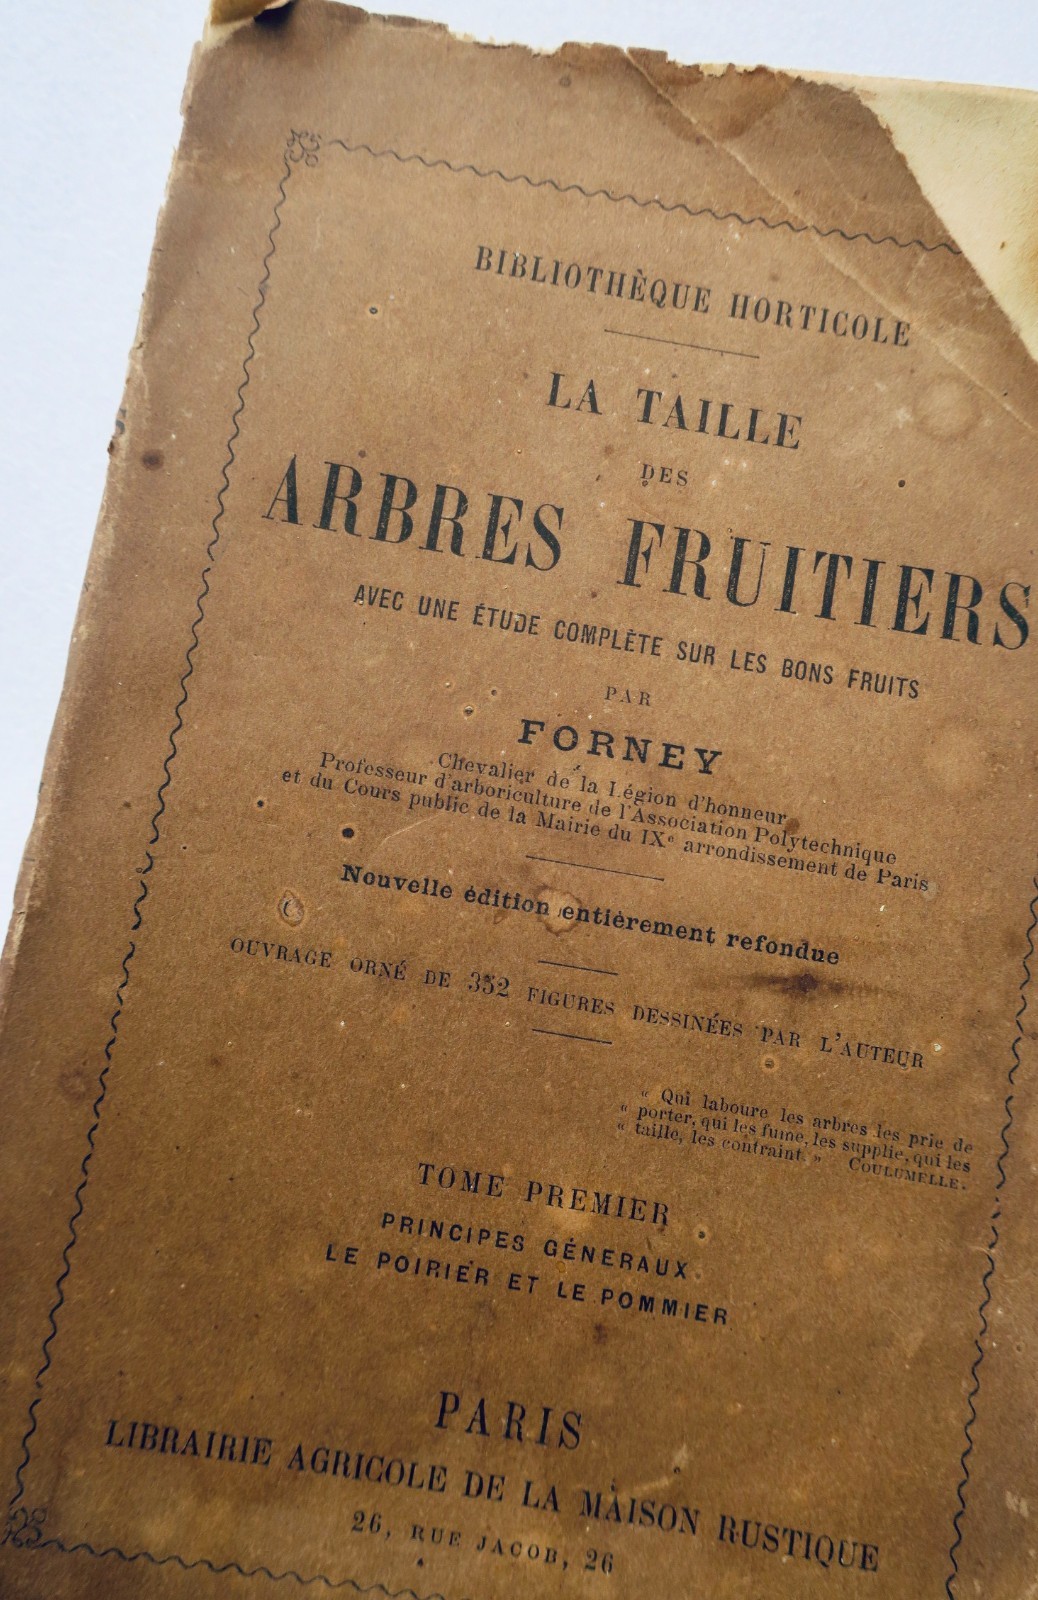 BIBLIOTHÈQUE HORTICOLE
LA TAILLE
DES
ARBRES FRUITIERS
AVEC UNE ÉTUDE COMPLÈTE SUR LES BONS FRUITS
PAR
FORNEY
Chevalier de la Légion d'honneur
Professeur d'arboriculture de l'Association Polytechnique
et du Cours public de la Mairie du IXe arrondissement de Paris
Nouvelle édition entièrement refondue
OUVRAGE ORNÉ DE 352 FIGURES DESSINÉES PAR L'AUTEUR
« Qui laboure les arbres les prie de
« porter, qui les fume, les supplie, qui les
« taille, les contraint. » COULUMELLE.
TOME PREMIER
PRINCIPES GÉNERAUX
LE POIRIER ET LE POMMIER
PARIS
LIBRAIRIE AGRICOLE DE LA MAISON RUSTIQUE
26, RUE JACOB, 26